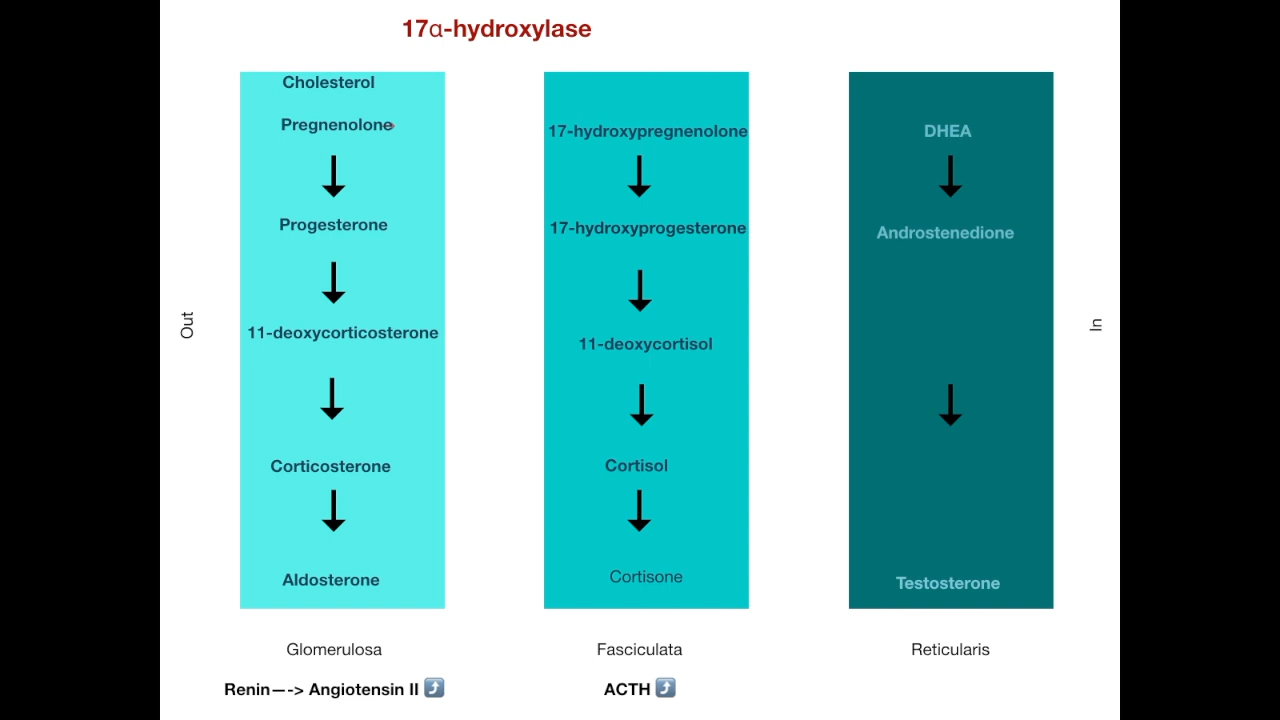 17α-hydroxylase
Cholesterol
Pregnenolone
Progesterone
11-deoxycorticosterone
Corticosterone
Aldosterone
17-hydroxypregnenolone
17-hydroxyprogesterone
11-deoxycortisol
Cortisol
Cortisone
DHEA
Androstenedione
Testosterone
Out
In
Glomerulosa
Fasciculata
Reticularis
Renin—-> Angiotensin II ⤴️
ACTH ⤴️